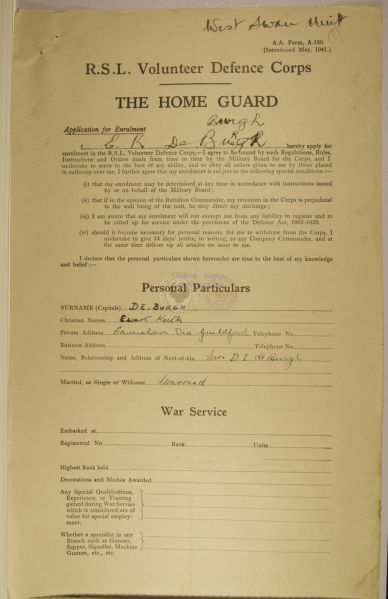 West Swan Unit
A.A. Form, A.150.
(Introduced May, 1941.)
R.S.L. Volunteer Defence Corps
THE HOME GUARD
Burgh
Application for Enrolment
I, E. K. De Burgh hereby apply for
enrolment in the R.S.L. Volunteer Defence Corps,—I agree to be bound by such Regulations, Rules,
Instructions and Orders made from time to time by the Military Board for the Corps, and I
undertake to serve to the best of my ability, and to obey all orders given to me by those placed
in authority over me, I further agree that my enrolment is subject to the following special conditions :—
(i) that my enrolment may be determined at any time in accordance with instructions issued
by or on behalf of the Military Board;
(ii) that if in the opinion of the Battalion Commander, my retention in the Corps is prejudicial
to the well being of the unit, he may direct my discharge;
(iii) I am aware that my enrolment will not exempt me from any liability to register and to
be called up for service under the provisions of the Defence Act, 1903-1939.
(iv) should it become necessary for personal reasons, for me to withdraw from the Corps, I
undertake to give 14 days' notice, in writing, to my Company Commander, and at
the same time deliver up all articles on issue to me.
I declare that the personal particulars shown hereunder are true to the best of my knowledge
and belief :—
Personal Particulars
SURNAME (Capitals) DE-BURGH
Christian Names Ewart Keith
Private Address Caversham Via Guildford Telephone No.
Business Address Telephone No.
Name, Relationship and Address of Next-of-kin Mrs D. I de Burgh
Married, or Single or Widower Married
War Service
Embarked at
Regimental No. Rank Units
Highest Rank held
Decorations and Medals Awarded
Any Special Qualifications,
Experience, or Training
gained during War Service
which is considered are of
value for special employ-
ment.
Whether a specialist in any
Branch such as Gunner,
Sapper, Signaller, Machine
Gunner, etc., etc.